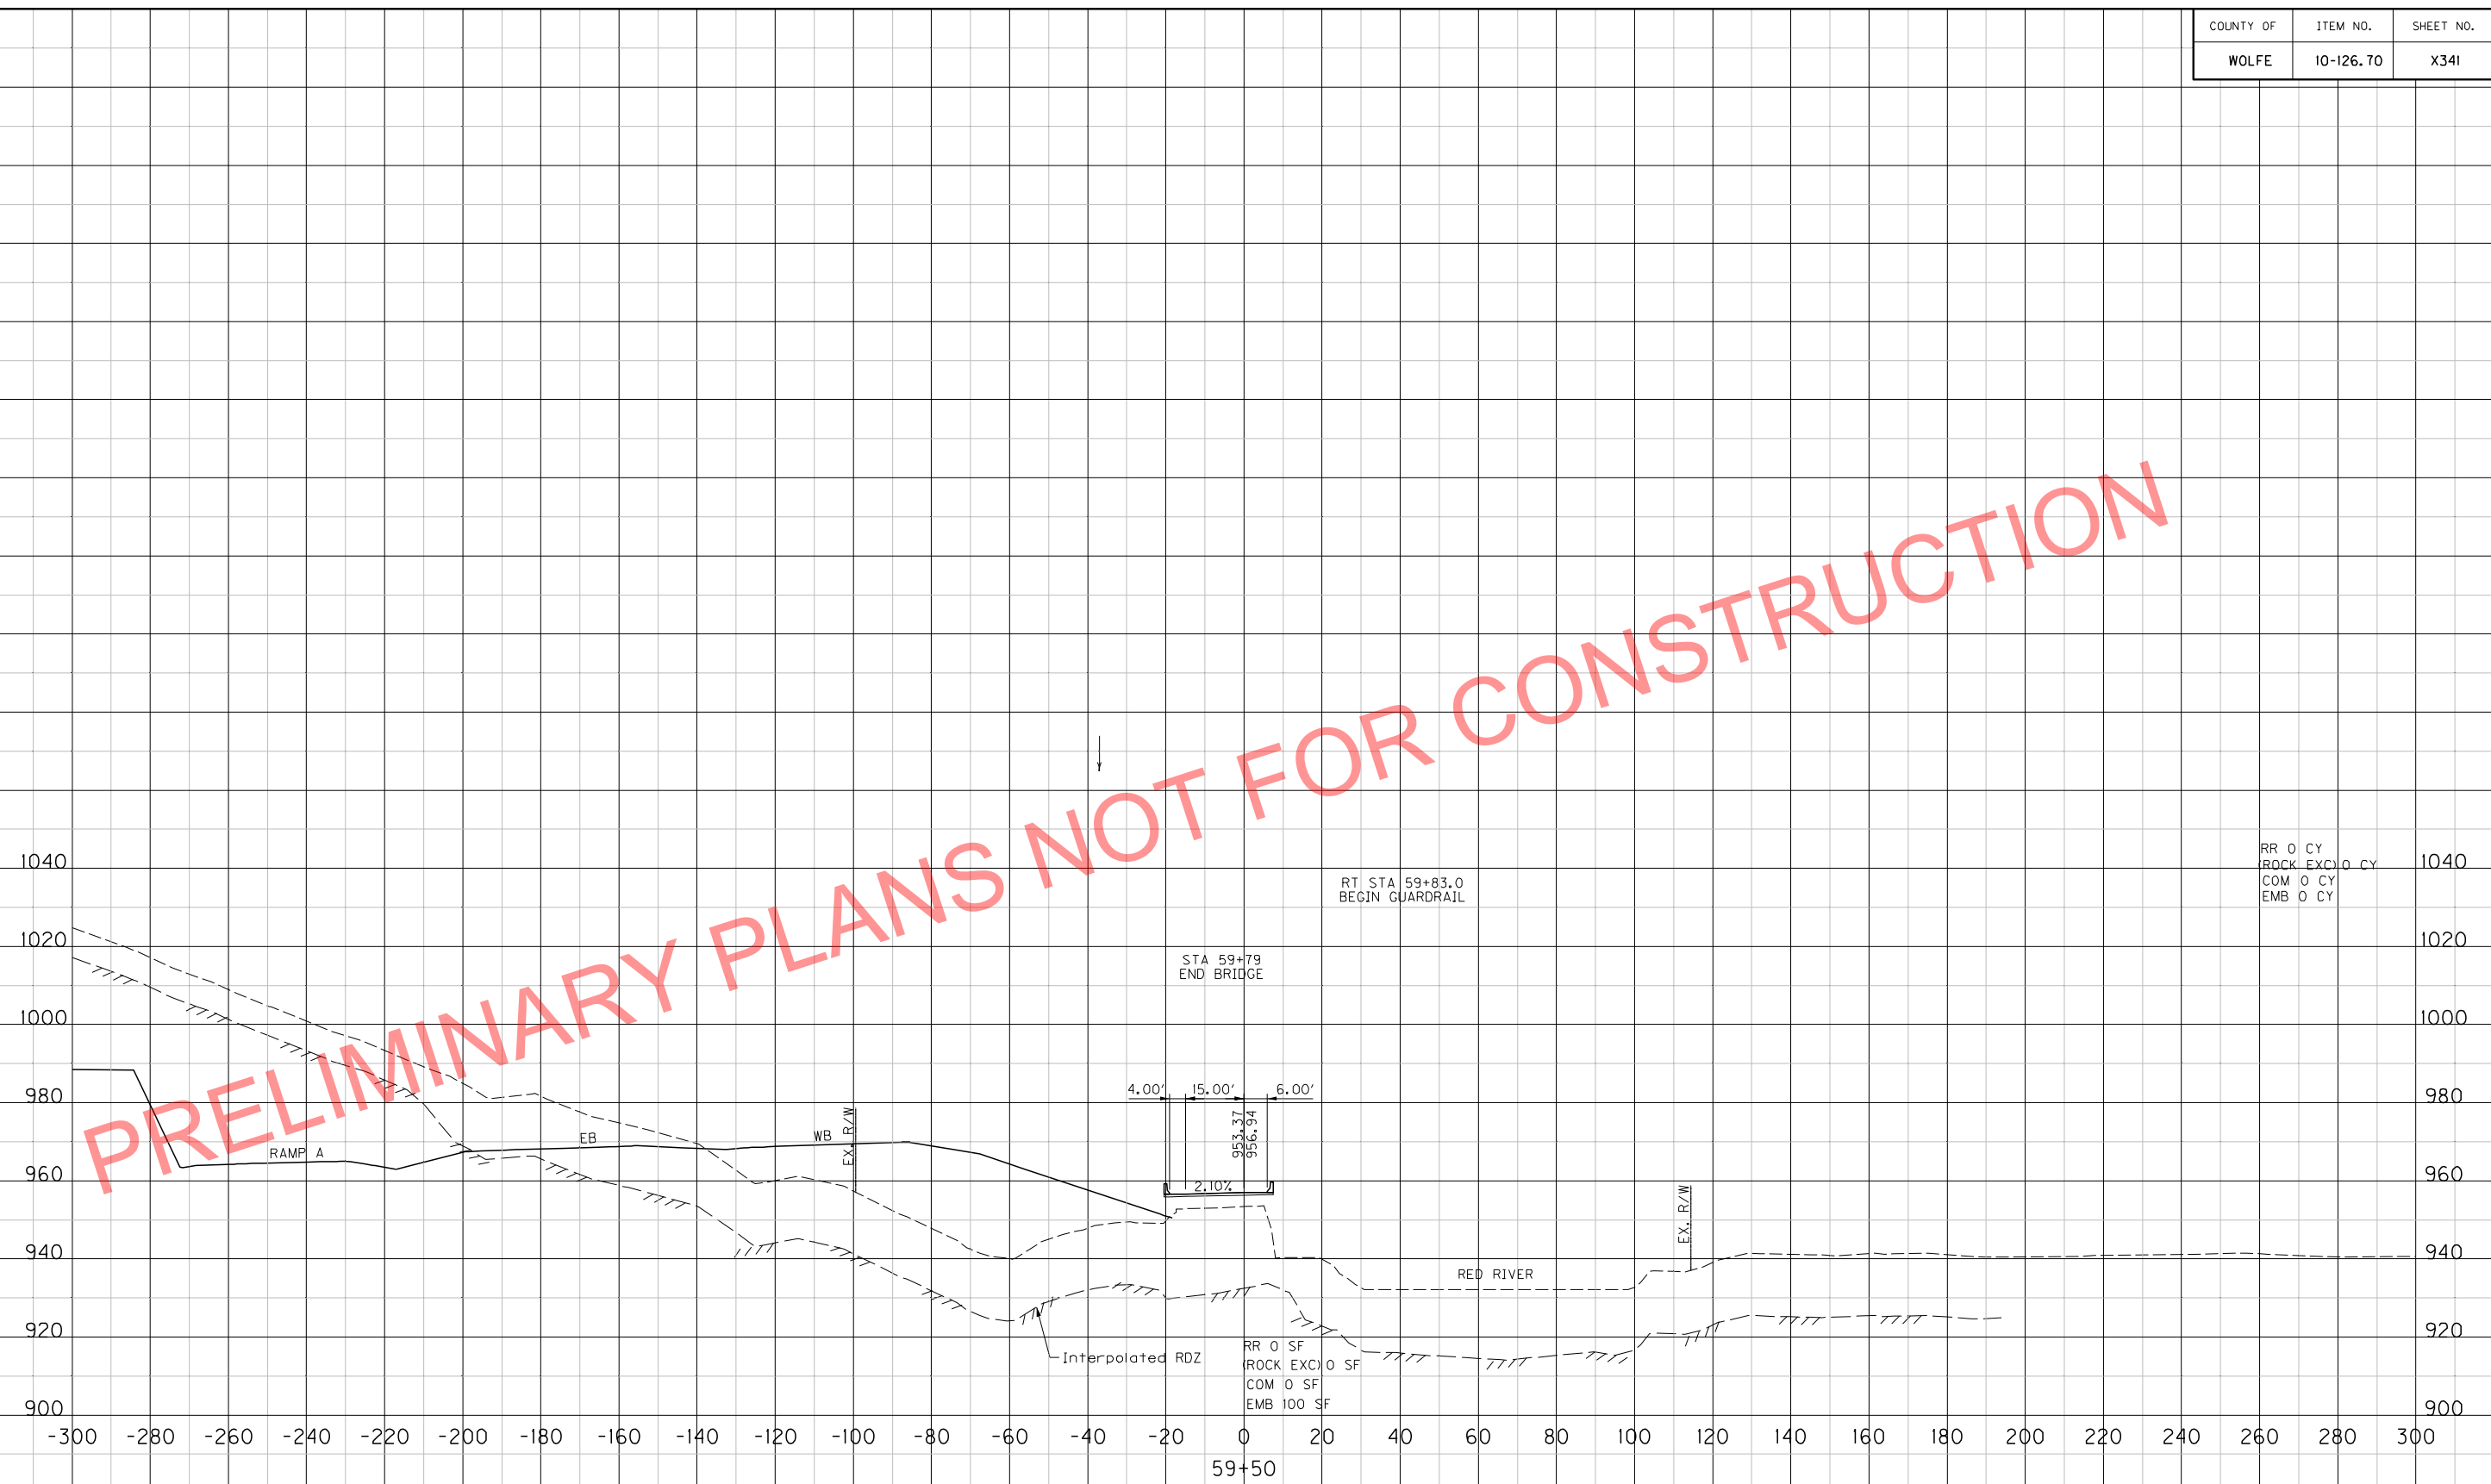 COUNTY OF ITEM NO. SHEET NO.
WOLFE 10-126.70 X341
PRELIMINARY PLANS NOT FOR CONSTRUCTION
1040 1040
RR 0 CY
(ROCK EXC) 0 CY
COM 0 CY
EMB 0 CY
RT STA 59+83.0
BEGIN GUARDRAIL
1020 1020
STA 59+79
END BRIDGE
1000 1000
980 980
4.00' 15.00' 6.00'
953.37
956.94
EX. R/W
RAMP A
EB
WB
960 960
2.10%
EX. R/W
940 940
RED RIVER
920 920
Interpolated RDZ
RR 0 SF
(ROCK EXC) 0 SF
COM 0 SF
EMB 100 SF
900 900
-300 -280 -260 -240 -220 -200 -180 -160 -140 -120 -100 -80 -60 -40 -20 0 20 40 60 80 100 120 140 160 180 200 220 240 260 280 300
59+50